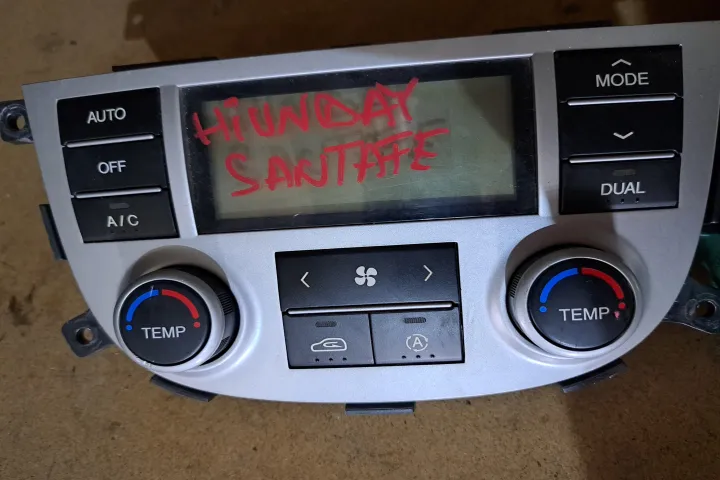 AUTO
OFF
A/C
HiUNDAY
SANTAFE
MODE
DUAL
TEMP
A
TEMP